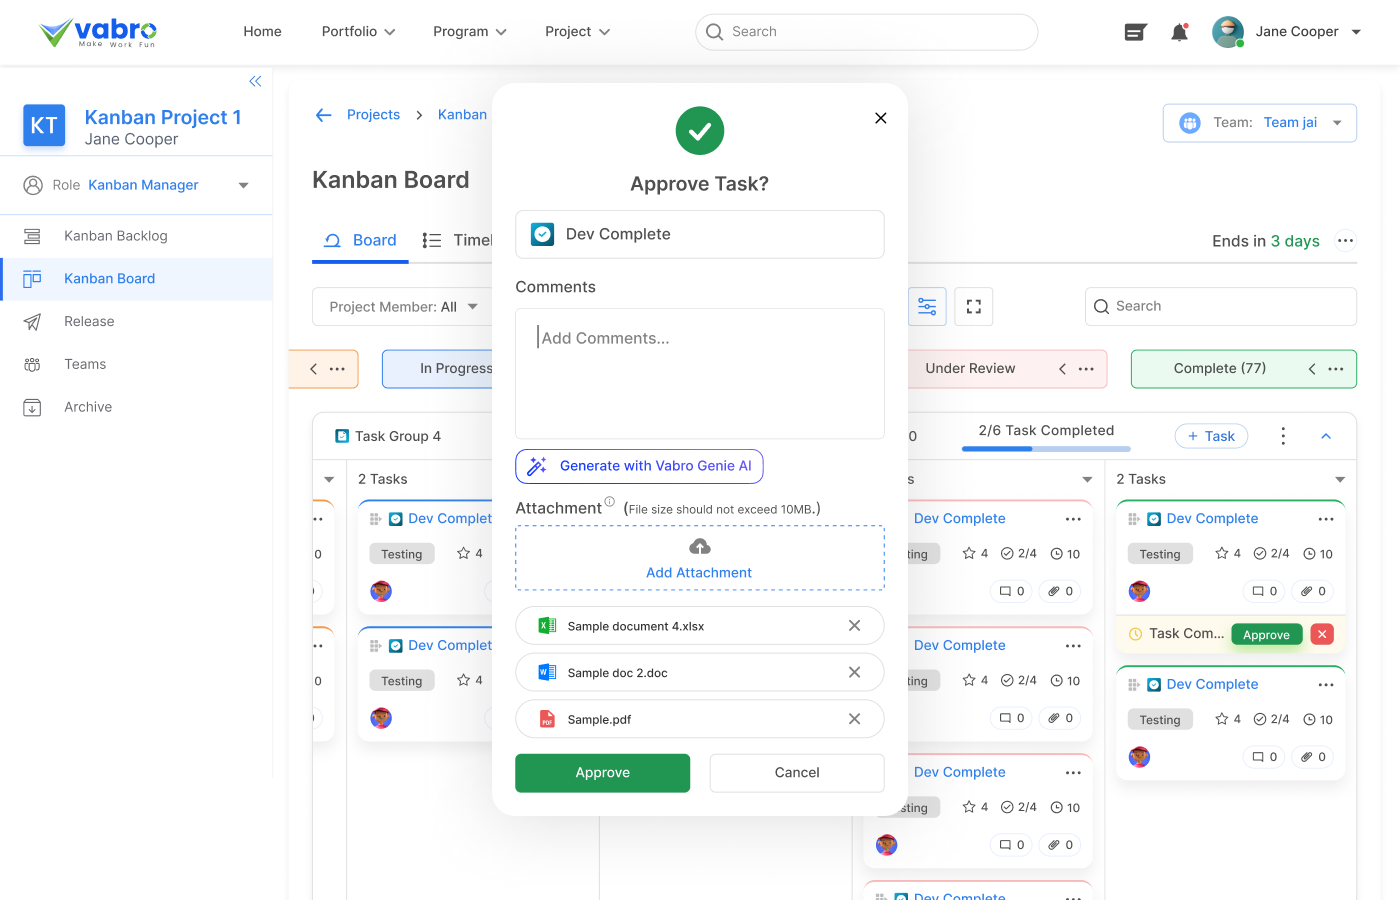 vabro
Make Work Fun
Home
Portfolio
Program
Project
Search
Jane Cooper
KT
Kanban Project 1
Jane Cooper
Role Kanban Manager
Kanban Backlog
Kanban Board
Release
Teams
Archive
Projects > Kanban
Team: Team jai
Kanban Board
Board
Timel
Ends in 3 days
Project Member: All
Search
In Progress
Under Review
Complete (77)
Task Group 4
0
2/6 Task Completed
+ Task
2 Tasks
s
2 Tasks
0
Dev Complet
Testing
4
0
Dev Complet
Testing
4
Dev Complete
ting
4 2/4 10
0 0
Dev Complete
ting
4 2/4 10
0 0
Dev Complete
sting
4 2/4 10
0 0
Dev Complete
Dev Complete
Testing
4 2/4 10
0 0
Task Com...
Approve
Dev Complete
Testing
4 2/4 10
0 0
Approve Task?
Dev Complete
Comments
Add Comments...
Generate with Vabro Genie AI
Attachment (File size should not exceed 10MB.)
Add Attachment
Sample document 4.xlsx
Sample doc 2.doc
PDF
Sample.pdf
Approve
Cancel